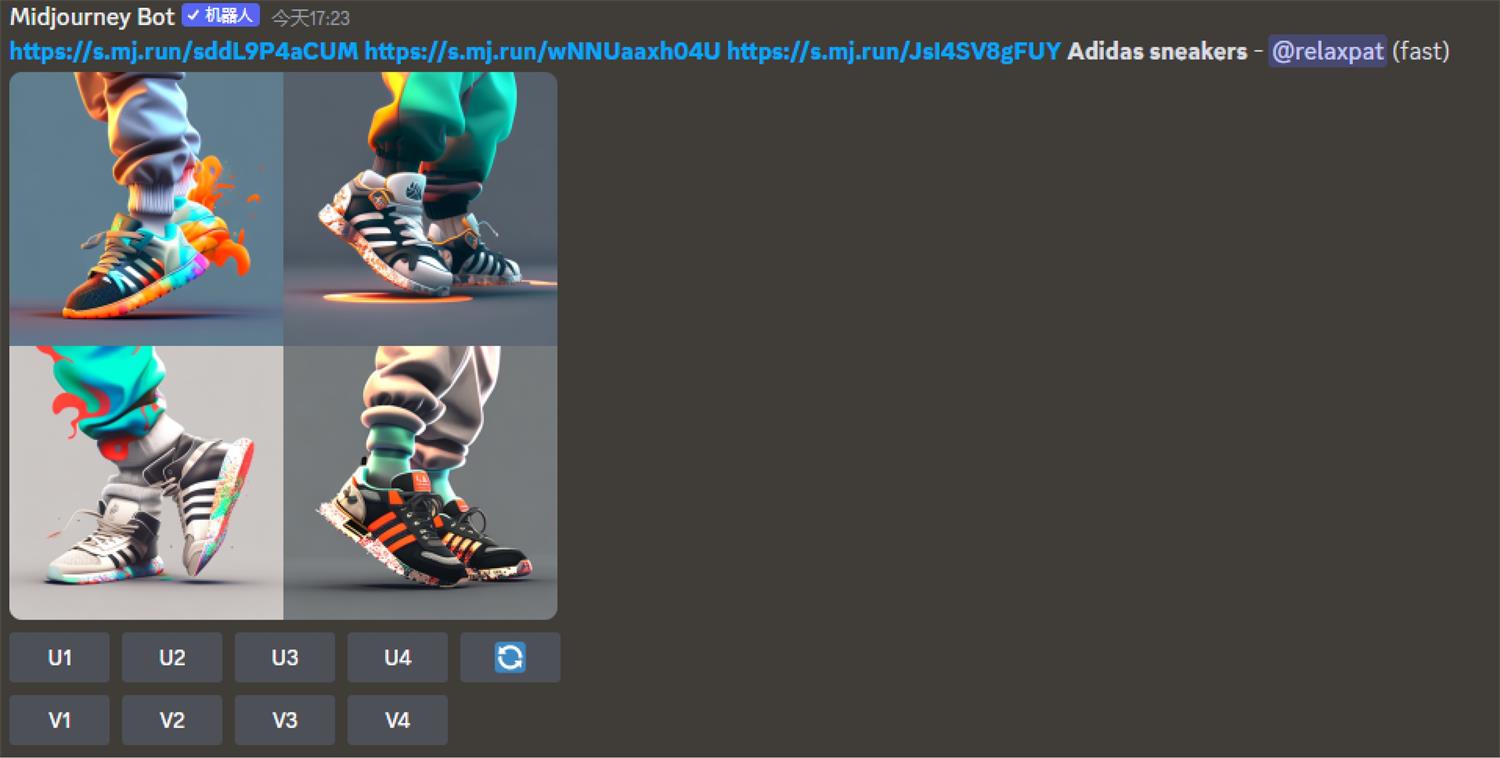 Midjourney Bot ✓ 机器人 今天17:23
https://s.mj.run/sddL9P4aCUM https://s.mj.run/wNNUaaxh04U https://s.mj.run/JsI4SV8gFUY Adidas sneakers - @relaxpat (fast)
U1 U2 U3 U4
V1 V2 V3 V4